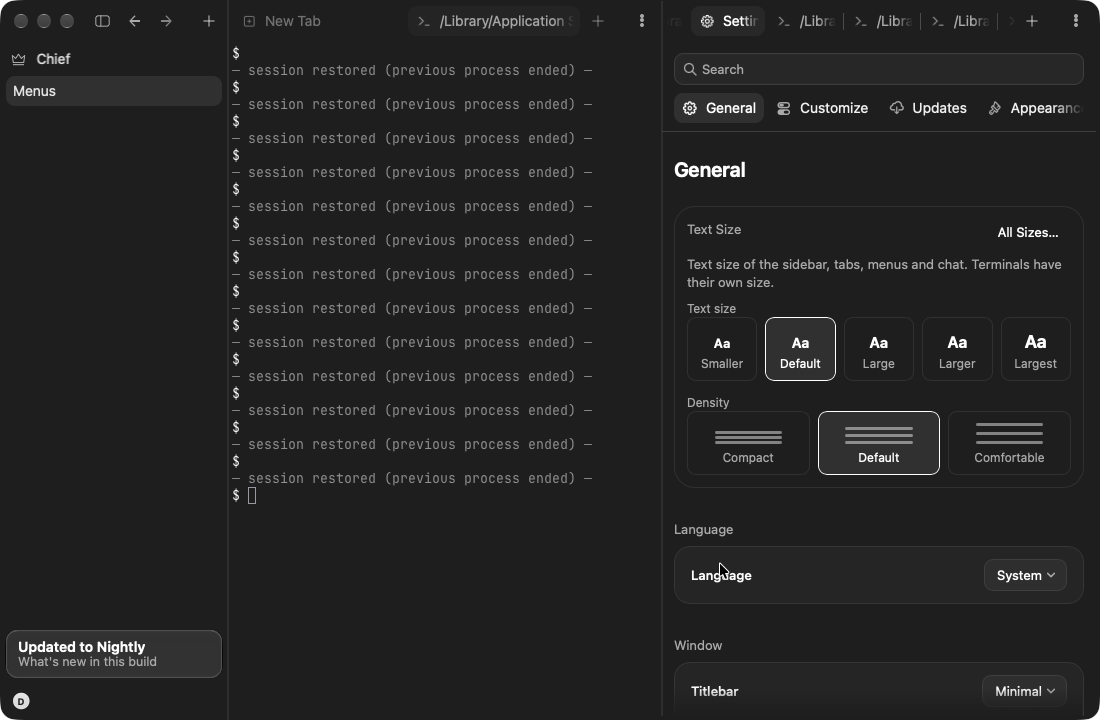 New Tab
/Library/Application
Settin
/Libra
/Libra
/Libra
Chief
Menus
$
— session restored (previous process ended) —
$
— session restored (previous process ended) —
$
— session restored (previous process ended) —
$
— session restored (previous process ended) —
$
— session restored (previous process ended) —
$
— session restored (previous process ended) —
$
— session restored (previous process ended) —
$
— session restored (previous process ended) —
$
— session restored (previous process ended) —
$
— session restored (previous process ended) —
$
— session restored (previous process ended) —
$
— session restored (previous process ended) —
$
— session restored (previous process ended) —
$
Search
General
Customize
Updates
Appearanc
General
Text Size
All Sizes...
Text size of the sidebar, tabs, menus and chat. Terminals have
their own size.
Text size
Aa Aa Aa Aa Aa
Smaller Default Large Larger Largest
Density
Compact Default Comfortable
Language
Language System
Window
Titlebar Minimal
Updated to Nightly
What's new in this build
D